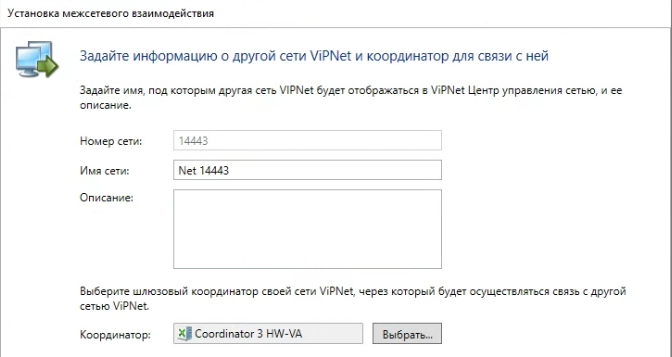 Установка межсетевого взаимодействия
Задайте информацию о другой сети ViPNet и координатор для связи с ней
Задайте имя, под которым другая сеть VIPNet будет отображаться в ViPNet Центр управления сетью, и ее
описание.
Номер сети: 14443
Имя сети: Net 14443
Описание:
Выберите шлюзовый координатор своей сети ViPNet, через который будет осуществляться связь с другой
сетью ViPNet.
Координатор: Coordinator 3 HW-VA Выбрать...